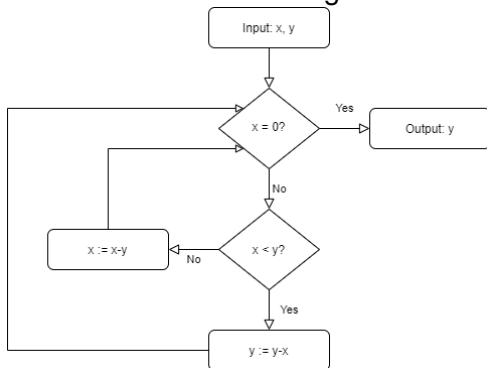 Input: x, y
x = 0?
Yes
Output: y
No
x < y?
No
x := x-y
Yes
y := y-x